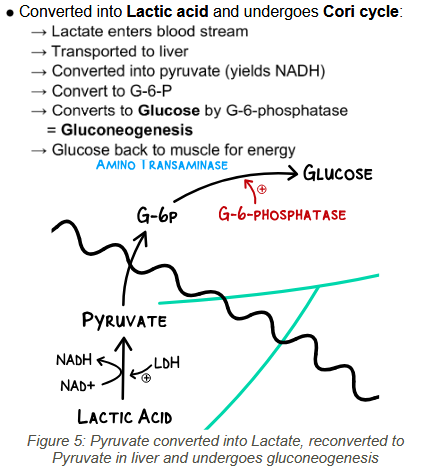 ● Converted into Lactic acid and undergoes Cori cycle:
→ Lactate enters blood stream
→ Transported to liver
→ Converted into pyruvate (yields NADH)
→ Convert to G-6-P
→ Converts to Glucose by G-6-phosphatase
= Gluconeogenesis
→ Glucose back to muscle for energy
AMINO TRANSAMINASE
GLUCOSE
G-6P
G-6-PHOSPHATASE
+
PYRUVATE
NADH
LDH
+
NAD+
LACTIC ACID
Figure 5: Pyruvate converted into Lactate, reconverted to
Pyruvate in liver and undergoes gluconeogenesis